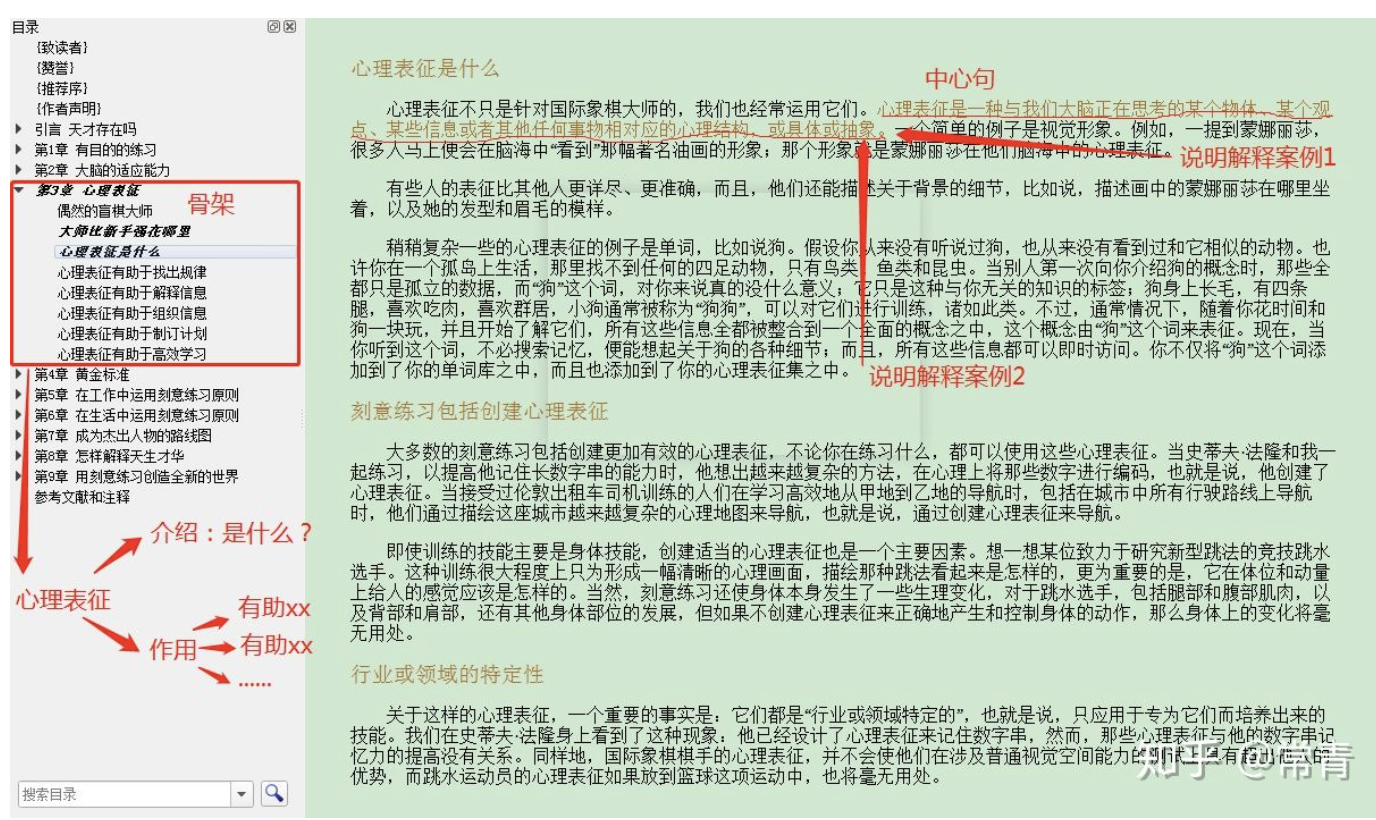 目录
{致读者}
{赞誉}
{推荐序}
{作者声明}
引言 天才存在吗
第1章 有目的的练习
第2章 大脑的适应能力
第3章 心理表征
骨架
偶然的盲棋大师
大师比新手强在哪里
心理表征是什么
心理表征有助于找出规律
心理表征有助于解释信息
心理表征有助于组织信息
心理表征有助于制订计划
心理表征有助于高效学习
第4章 黄金标准
第5章 在工作中运用刻意练习原则
第6章 在生活中运用刻意练习原则
第7章 成为杰出人物的路线图
第8章 怎样解释天生才华
第9章 用刻意练习创造全新的世界
参考文献和注释
介绍：是什么？
心理表征
有助xx
作用
有助xx
......
搜索目录
心理表征是什么
中心句
心理表征不只是针对国际象棋大师的，我们也经常运用它们。心理表征是一种与我们大脑正在思考的某个物体、某个观
点、某些信息或者其他任何事物相对应的心理结构，或具体或抽象。一个简单的例子是视觉形象。例如，一提到蒙娜丽莎，
很多人马上便会在脑海中“看到”那幅著名油画的形象；那个形象就是蒙娜丽莎在他们脑海中的心理表征。
说明解释案例1
有些人的表征比其他人更详尽、更准确，而且，他们还能描述关于背景的细节，比如说，描述画中的蒙娜丽莎在哪里坐
着，以及她的发型和眉毛的模样。
稍稍复杂一些的心理表征的例子是单词，比如说狗。假设你从来没有听说过狗，也从来没有看到过和它相似的动物。也
许你在一个孤岛上生活，那里找不到任何的四足动物，只有鸟类、鱼类和昆虫。当别人第一次向你介绍狗的概念时，那些全
都只是孤立的数据，而“狗”这个词，对你来说真的没什么意义；它只是这种与你无关的知识的标签；狗身上长毛，有四条
腿，喜欢吃肉，喜欢群居，小狗通常被称为“狗狗”，可以对它们进行训练，诸如此类。不过，通常情况下，随着你花时间和
狗一块玩，并且开始了解它们，所有这些信息全都被整合到一个全面的概念之中，这个概念由“狗”这个词来表征。现在，当
你听到这个词，不必搜索记忆，便能想起关于狗的各种细节；而且，所有这些信息都可以即时访问。你不仅将“狗”这个词添
加到了你的单词库之中，而且也添加到了你的心理表征集之中。
说明解释案例2
刻意练习包括创建心理表征
大多数的刻意练习包括创建更加有效的心理表征，不论你在练习什么，都可以使用这些心理表征。当史蒂夫·法隆和我一
起练习，以提高他记住长数字串的能力时，他想出越来越复杂的方法，在心理上将那些数字进行编码，也就是说，他创建了
心理表征。当接受过伦敦出租车司机训练的人们在学习高效地从甲地到乙地的导航时，包括在城市中所有行驶路线上导航
时，他们通过描绘这座城市越来越复杂的心理地图来导航，也就是说，通过创建心理表征来导航。
即使训练的技能主要是身体技能，创建适当的心理表征也是一个主要因素。想一想某位致力于研究新型跳法的竞技跳水
选手。这种训练很大程度上只为形成一幅清晰的心理画面，描绘那种跳法看起来是怎样的，更为重要的是，它在体位和动量
上给人的感觉应该是怎样的。当然，刻意练习还使身体本身发生了一些生理变化，对于跳水选手，包括腿部和腹部肌肉，以
及背部和肩部，还有其他身体部位的发展，但如果不创建心理表征来正确地产生和控制身体的动作，那么身体上的变化将毫
无用处。
行业或领域的特定性
关于这样的心理表征，一个重要的事实是：它们都是“行业或领域特定的”，也就是说，只应用于专为它们而培养出来的
技能。我们在史蒂夫·法隆身上看到了这种现象：他已经设计了心理表征来记住数字串，然而，那些心理表征与他的数字串记
忆力的提高没有关系。同样地，国际象棋棋手的心理表征，并不会使他们在涉及普通视觉空间能力的测试上具有超出他人的
优势，而跳水运动员的心理表征如果放到篮球这项运动中，也将毫无用处。
知乎 @常青